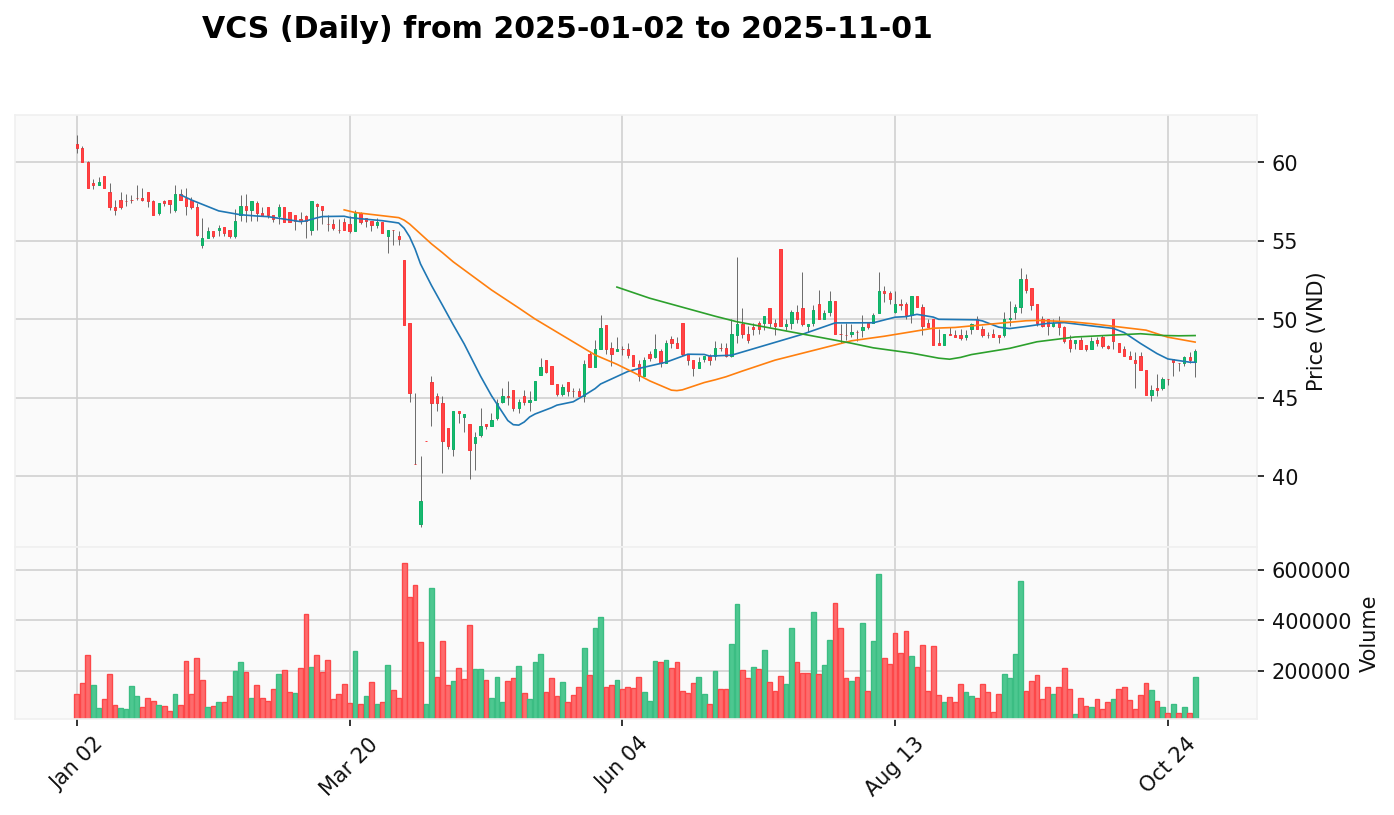 VCS (Daily) from 2025-01-02 to 2025-11-01
60
55
50
45
40
Price (VND)
600000
400000
200000
Volume
Jan 02
Mar 20
Jun 04
Aug 13
Oct 24